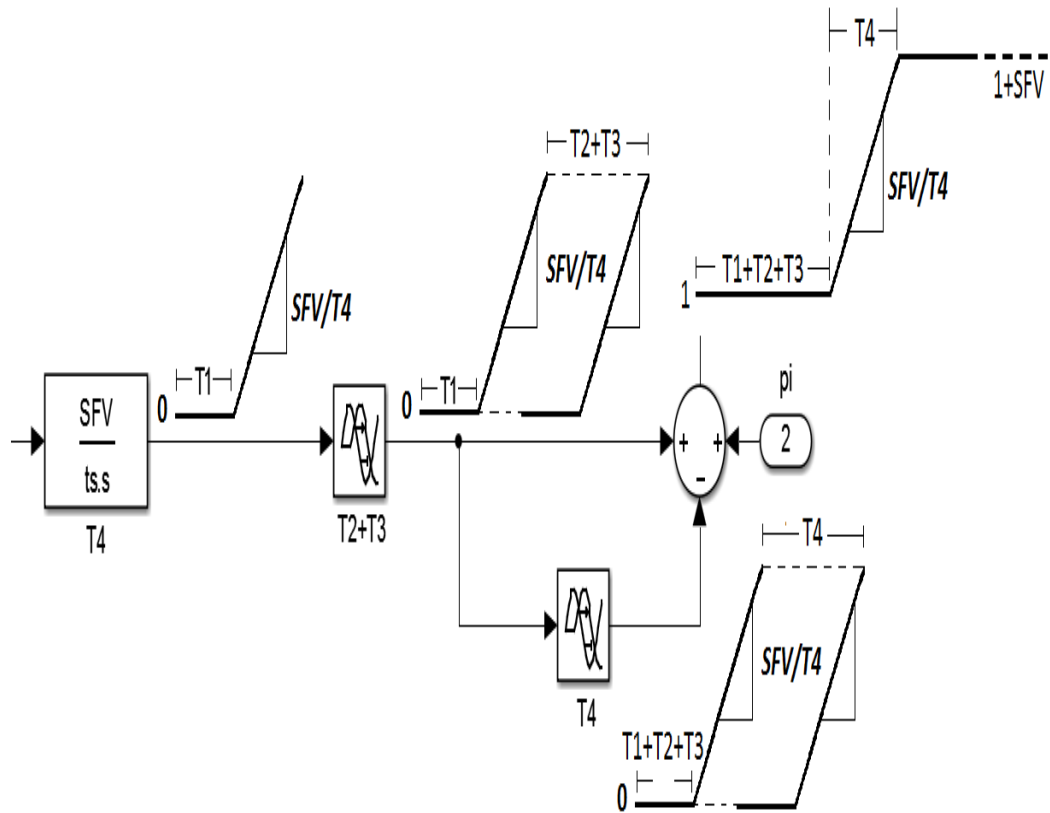 T4
1+SFV
SFV/T4
T1+T2+T3
1
T2+T3
SFV/T4
T1
0
SFV/T4
T1
0
SFV
ts.s
T4
T2+T3
+
+
-
pi
2
T4
T4
SFV/T4
T1+T2+T3
0